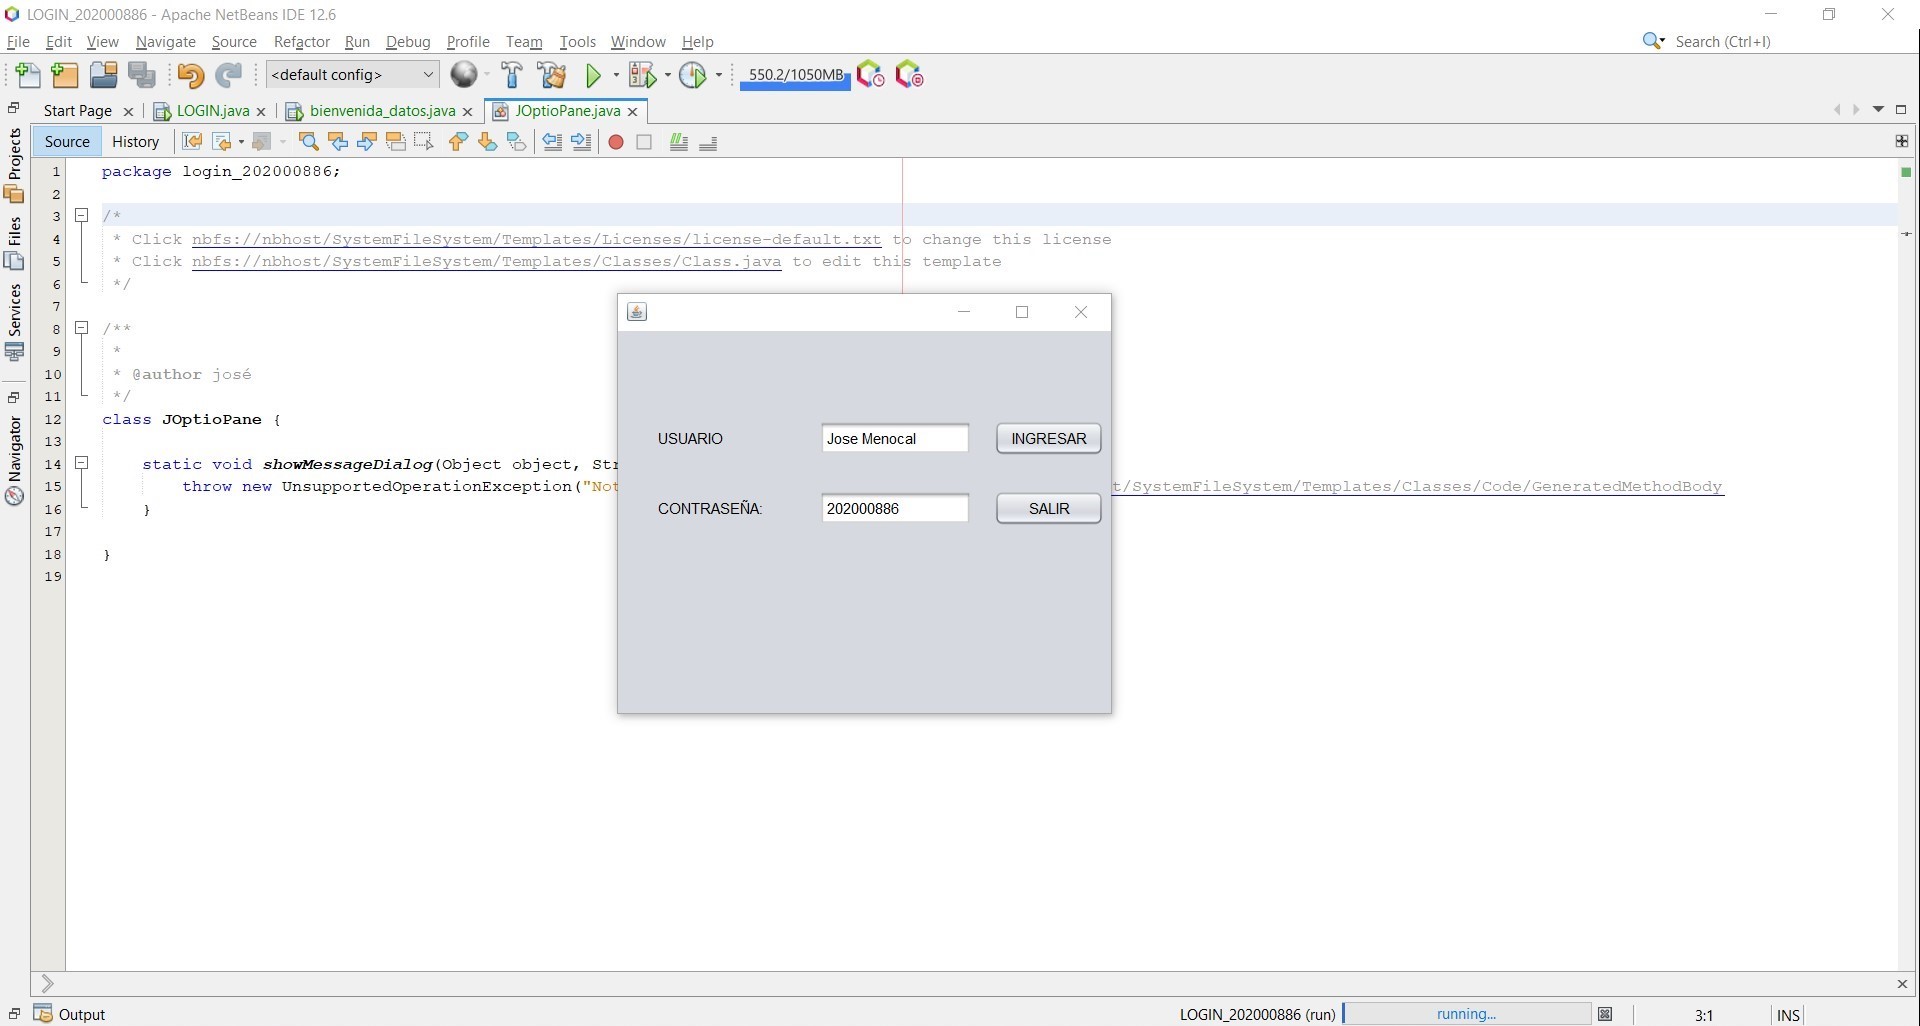 LOGIN_202000886 - Apache NetBeans IDE 12.6
File Edit View Navigate Source Refactor Run Debug Profile Team Tools Window Help
Search (Ctrl+I)
<default config>
550.2/1050MB
Start Page
LOGIN.java
bienvenida_datos.java
JOptioPane.java
Source
History
Projects
Files
Services
Navigator
1 package login_202000886;
2
3 /*
4 * Click nbfs://nbhost/SystemFileSystem/Templates/Licenses/license-default.txt to change this license
5 * Click nbfs://nbhost/SystemFileSystem/Templates/Classes/Class.java to edit this template
6 */
7
8 /**
9 *
10 * @author josé
11 */
12 class JOptioPane {
13
14 static void showMessageDialog(Object object, Str
15 throw new UnsupportedOperationException("Not t/SystemFileSystem/Templates/Classes/Code/GeneratedMethodBody
16 }
17
18 }
19
USUARIO
Jose Menocal
INGRESAR
CONTRASEÑA:
202000886
SALIR
Output
LOGIN_202000886 (run)
running...
3:1
INS